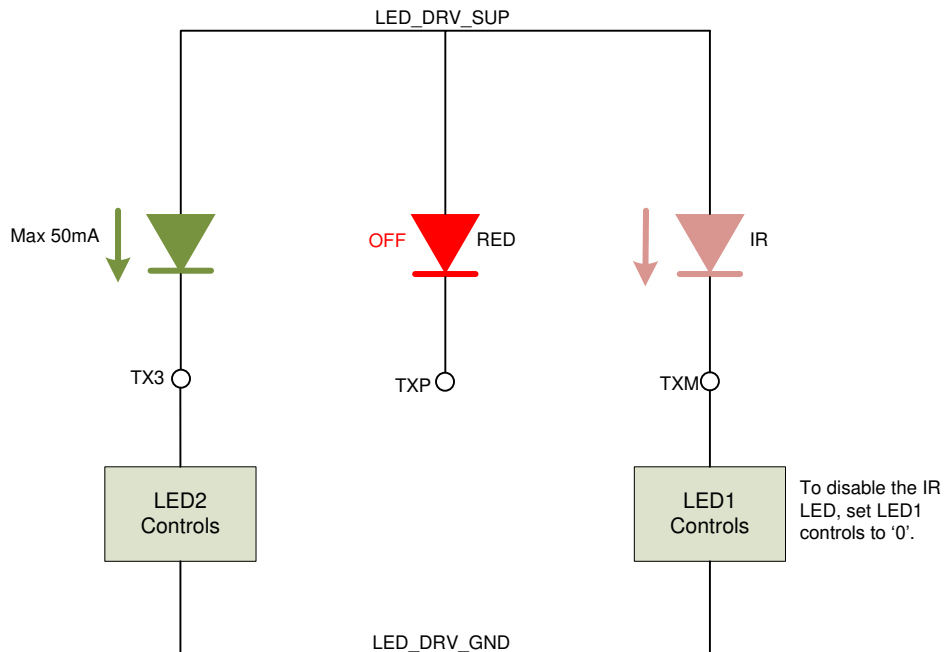 LED_DRV_SUP
Max 50mA
OFF
RED
IR
TX3
TXP
TXM
LED2
Controls
LED1
Controls
To disable the IR
LED, set LED1
controls to ‘0’.
LED_DRV_GND